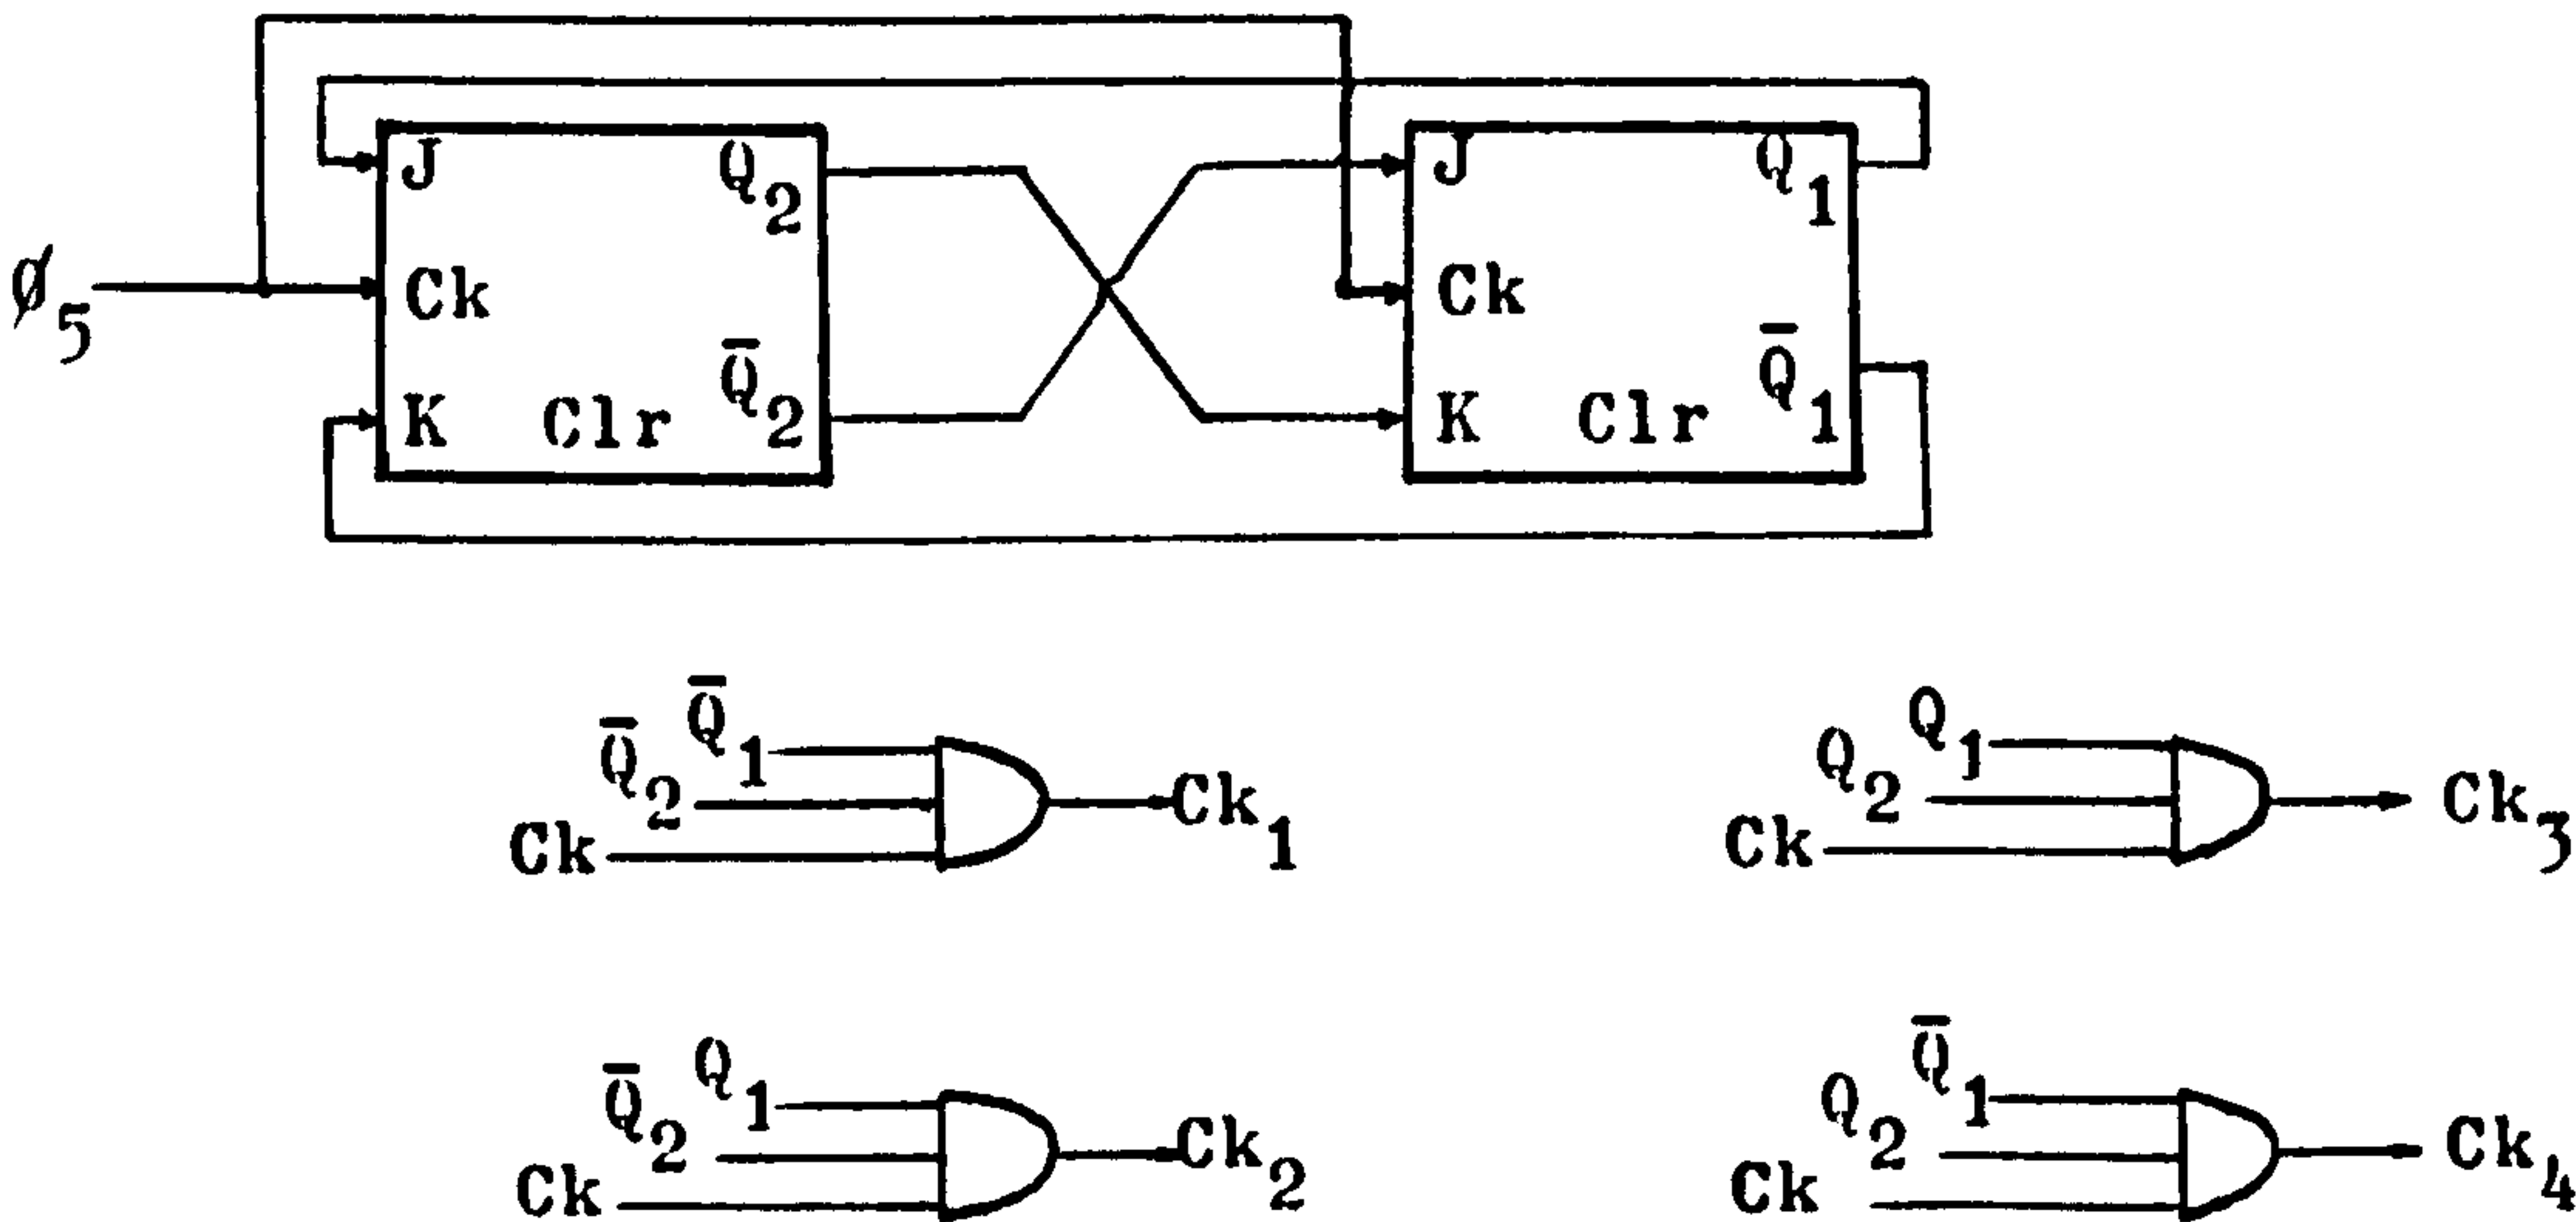 J Q₂ J Q₁
Ø₅ Ck Ck
K Clr Q̄₂ K Clr Q̄₁
Q̄₁
Q̄₂
Ck Ck₁
Q₁
Q₂
Ck Ck₃
Q₁
Q̄₂
Ck Ck₂
Q̄₁
Q₂
Ck Ck₄